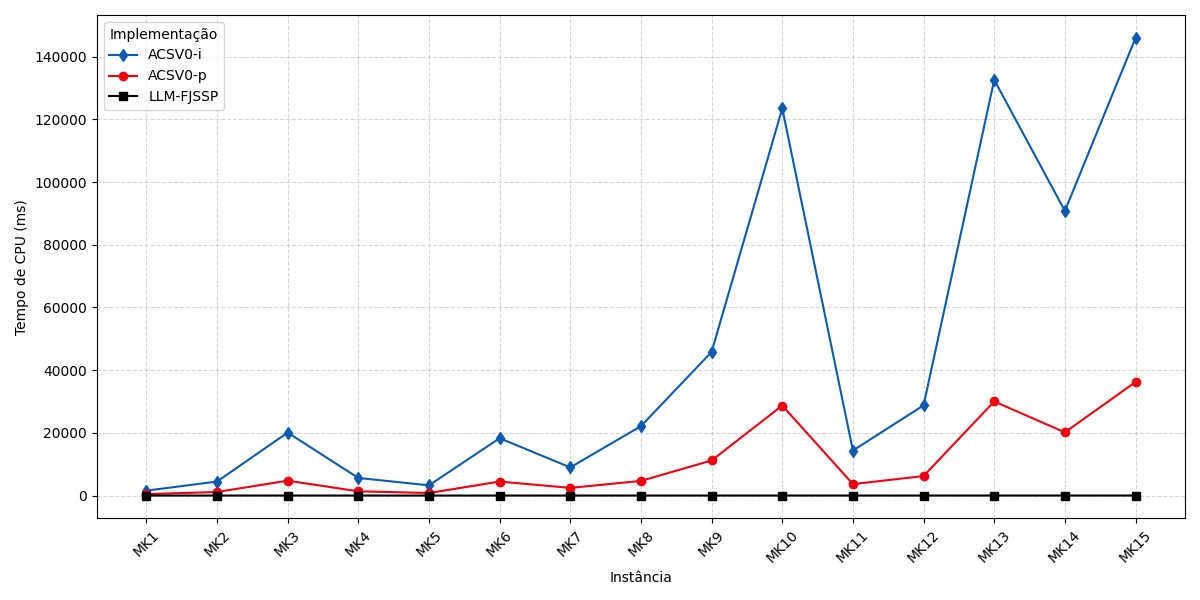 Implementação
ACSV0-i
ACSV0-p
LLM-FJSSP
Tempo de CPU (ms)
140000
120000
100000
80000
60000
40000
20000
0
MK1 MK2 MK3 MK4 MK5 MK6 MK7 MK8 MK9 MK10 MK11 MK12 MK13 MK14 MK15
Instância